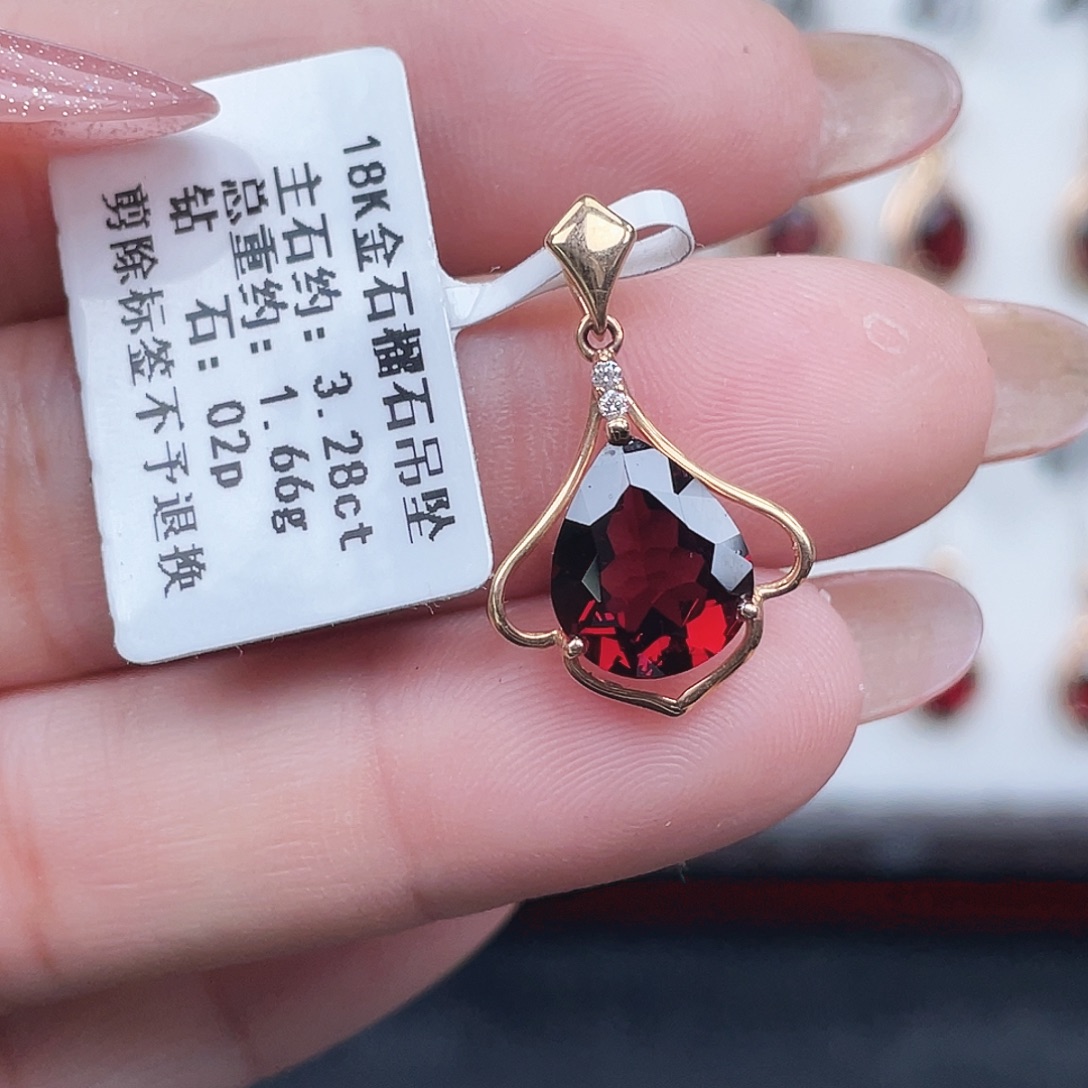 18K金石榴石吊坠
主石约: 3.28ct
总重约: 1.66g
钻 石: 02p
剪除标签不予退换